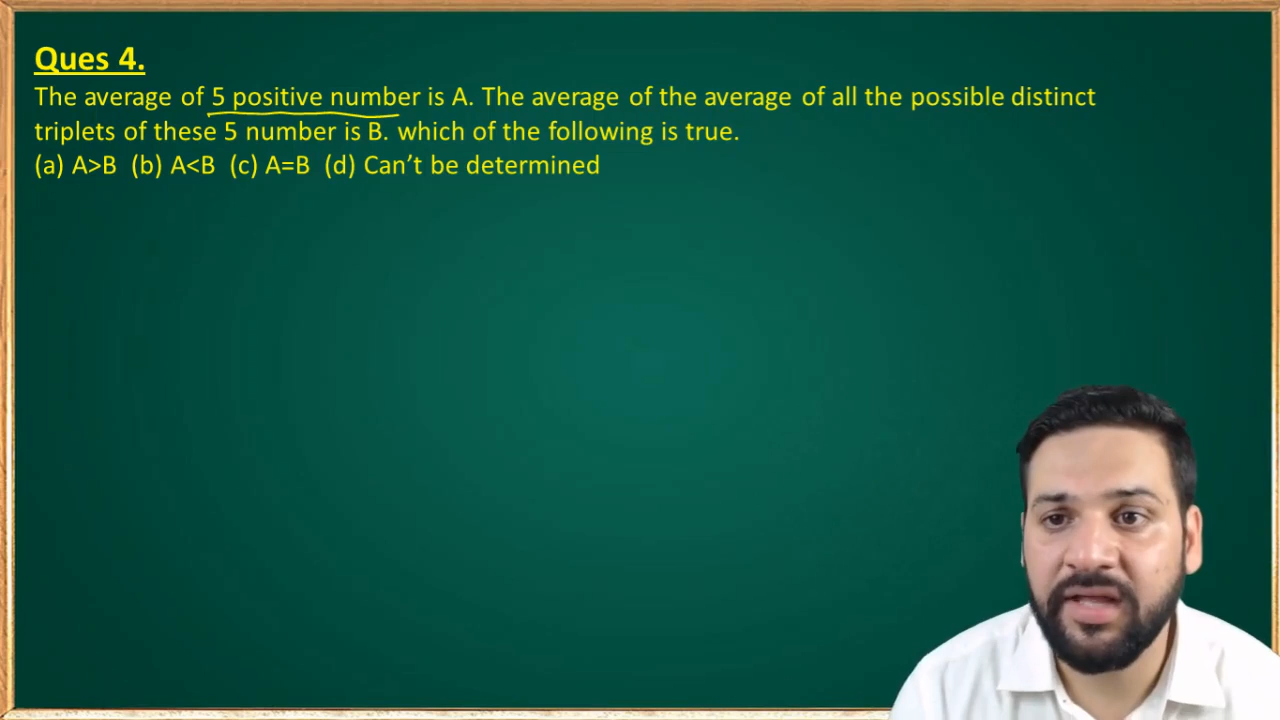 Ques 4.
The average of 5 positive number is A. The average of the average of all the possible distinct
triplets of these 5 number is B. which of the following is true.
(a) A>B (b) A<B (c) A=B (d) Can't be determined